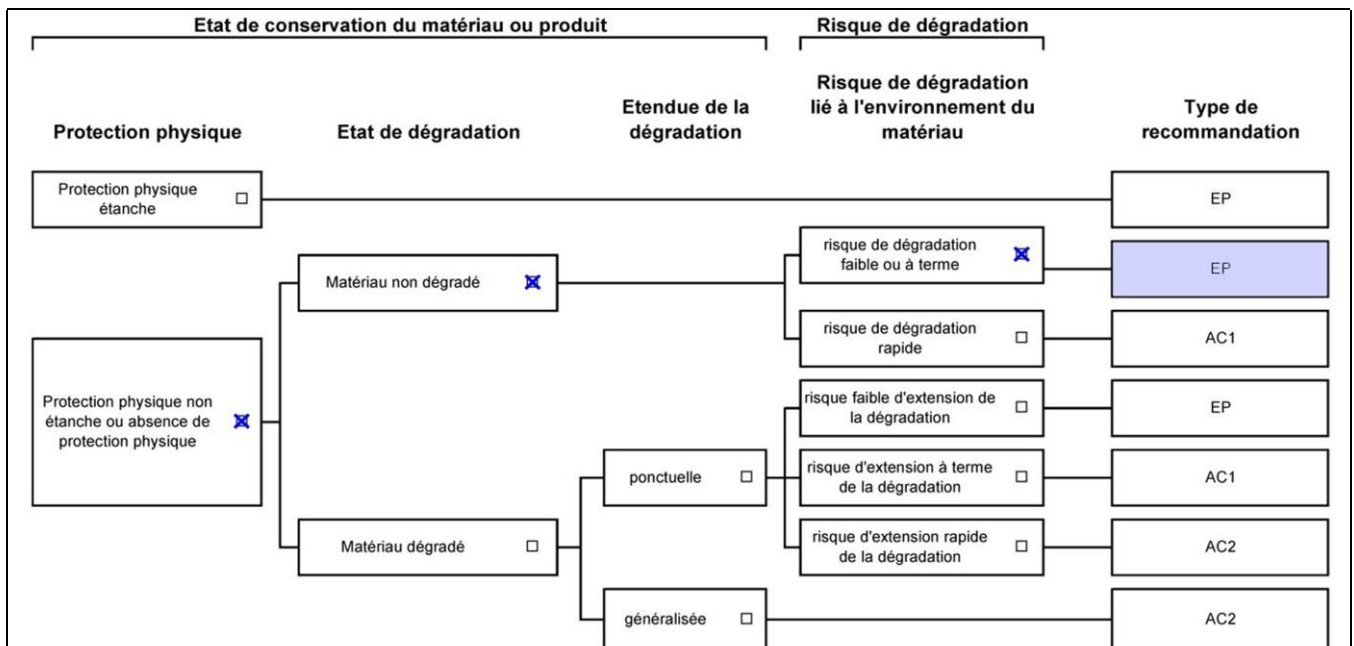 Etat de conservation du matériau ou produit
Risque de dégradation
Protection physique
Etat de dégradation
Etendue de la
dégradation
Risque de dégradation
lié à l'environnement du
matériau
Type de
recommandation
Protection physique
étanche
EP
risque de dégradation
faible ou à terme
EP
Matériau non dégradé
risque de dégradation
rapide
AC1
Protection physique non
étanche ou absence de
protection physique
risque faible d'extension de
la dégradation
EP
ponctuelle
risque d'extension à terme
de la dégradation
AC1
Matériau dégradé
risque d'extension rapide
de la dégradation
AC2
généralisée
AC2